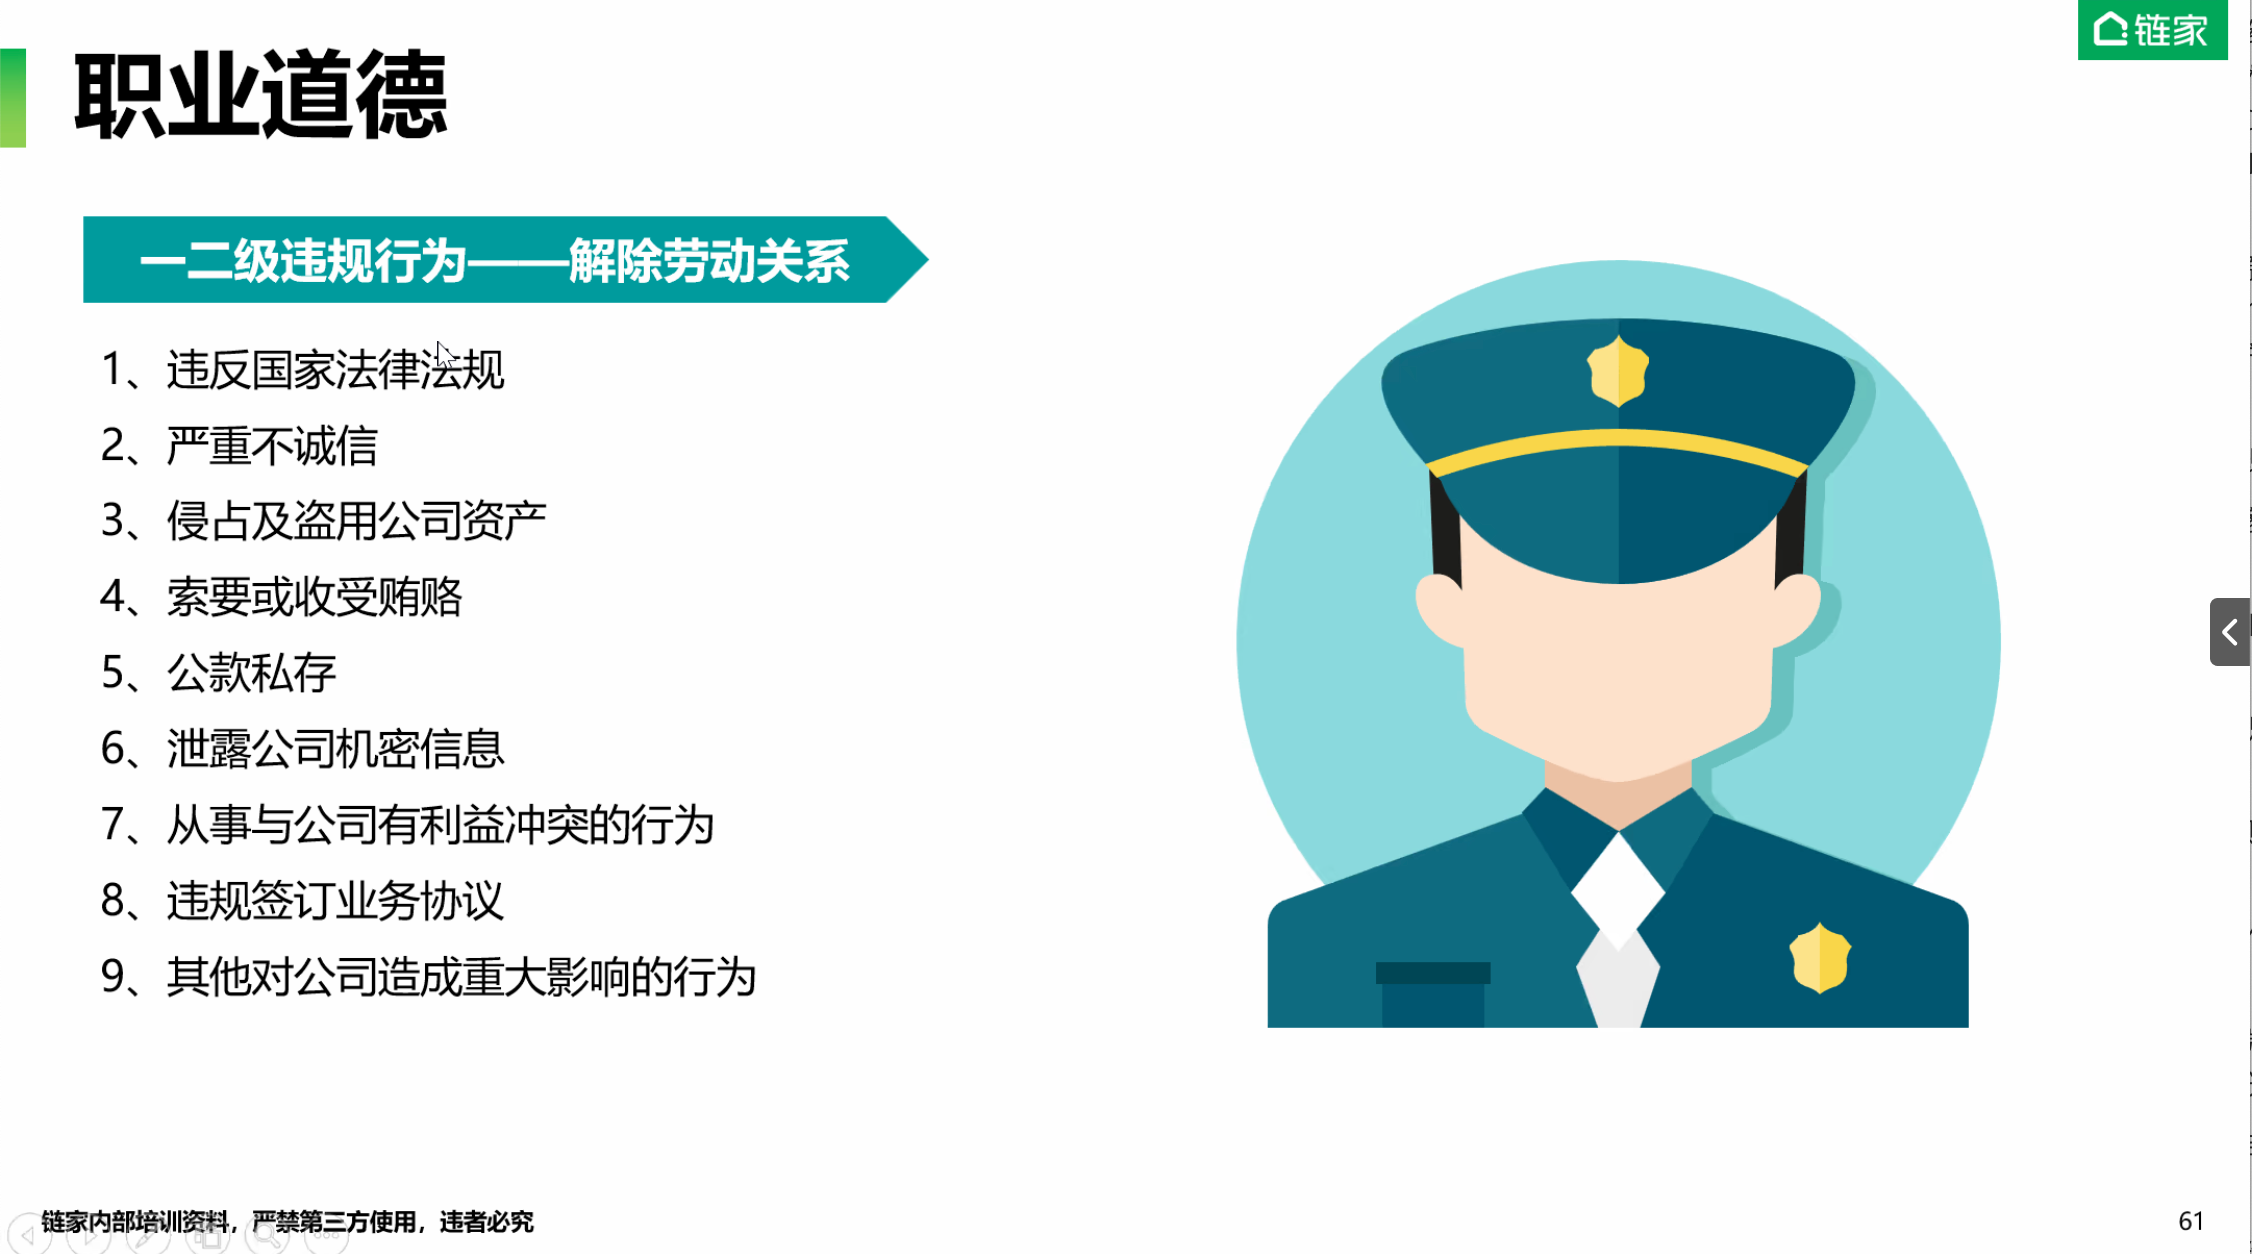 链家
职业道德
一二级违规行为——解除劳动关系
1、违反国家法律法规
2、严重不诚信
3、侵占及盗用公司资产
4、索要或收受贿赂
5、公款私存
6、泄露公司机密信息
7、从事与公司有利益冲突的行为
8、违规签订业务协议
9、其他对公司造成重大影响的行为
链家内部培训资料，严禁第三方使用，违者必究
61